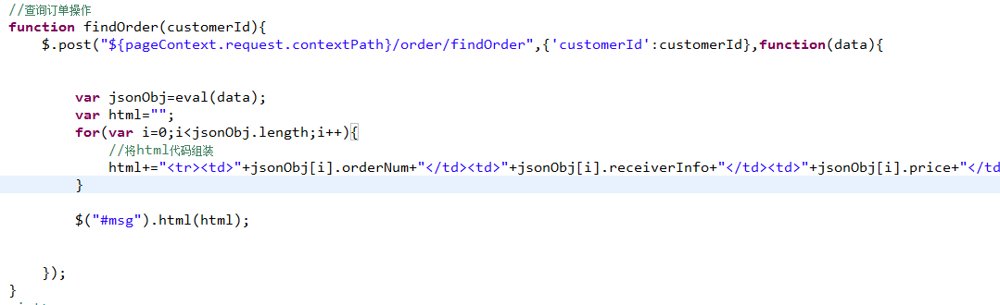 //查询订单操作
function findOrder(customerId){
$.post("${pageContext.request.contextPath}/order/findOrder",{'customerId':customerId},function(data){
var jsonObj=eval(data);
var html="";
for(var i=0;i<jsonObj.length;i++){
//将html代码组装
html+="<tr><td>"+jsonObj[i].orderNum+"</td><td>"+jsonObj[i].receiverInfo+"</td><td>"+jsonObj[i].price+"</td
}
$("#msg").html(html);
});
}